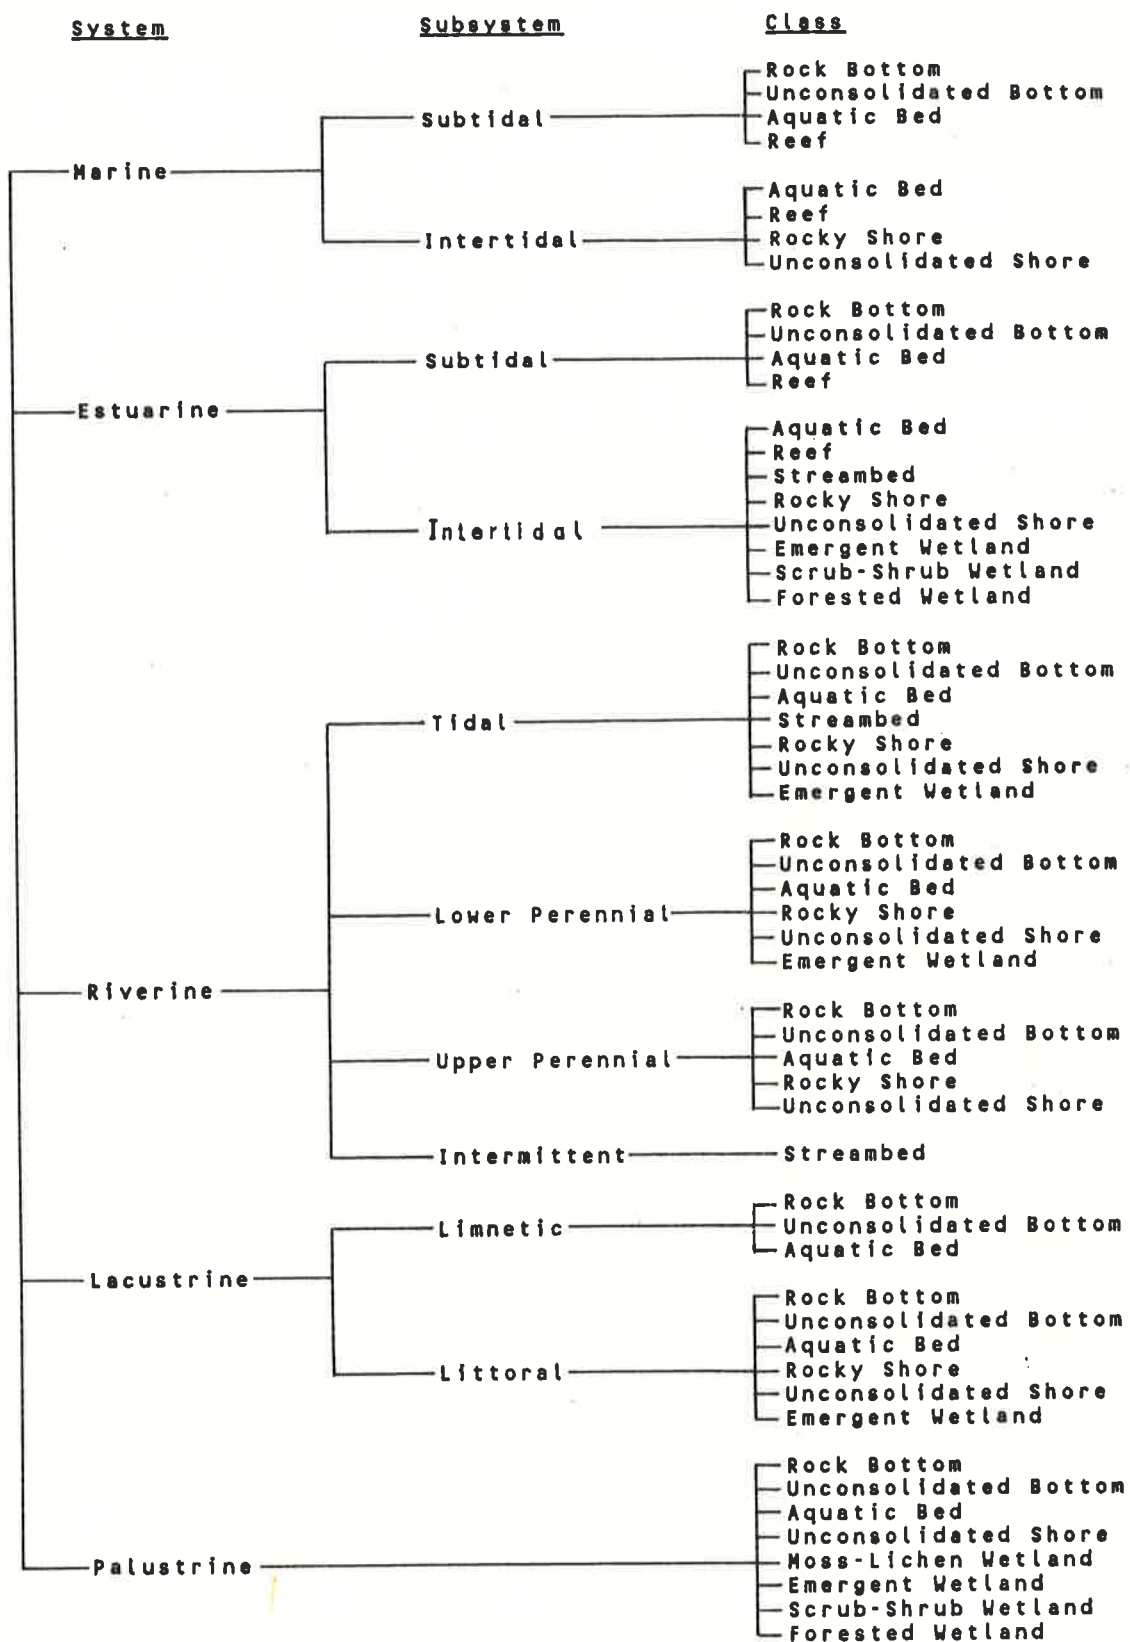 System Subsystem Class
Rock Bottom
Unconsolidated Bottom
Subtidal Aquatic Bed
Reef
Marine
Aquatic Bed
Reef
Intertidal Rocky Shore
Unconsolidated Shore
Rock Bottom
Unconsolidated Bottom
Subtidal Aquatic Bed
Reef
Estuarine
Aquatic Bed
Reef
Streambed
Rocky Shore
Intertidal Unconsolidated Shore
Emergent Wetland
Scrub-Shrub Wetland
Forested Wetland
Rock Bottom
Unconsolidated Bottom
Aquatic Bed
Tidal Streambed
Rocky Shore
Unconsolidated Shore
Emergent Wetland
Rock Bottom
Unconsolidated Bottom
Aquatic Bed
Lower Perennial Rocky Shore
Unconsolidated Shore
Emergent Wetland
Riverine
Rock Bottom
Unconsolidated Bottom
Upper Perennial Aquatic Bed
Rocky Shore
Unconsolidated Shore
Intermittent Streambed
Rock Bottom
Limnetic Unconsolidated Bottom
Aquatic Bed
Lacustrine
Rock Bottom
Unconsolidated Bottom
Aquatic Bed
Littoral Rocky Shore
Unconsolidated Shore
Emergent Wetland
Rock Bottom
Unconsolidated Bottom
Aquatic Bed
Unconsolidated Shore
Palustrine Moss-Lichen Wetland
Emergent Wetland
Scrub-Shrub Wetland
Forested Wetland